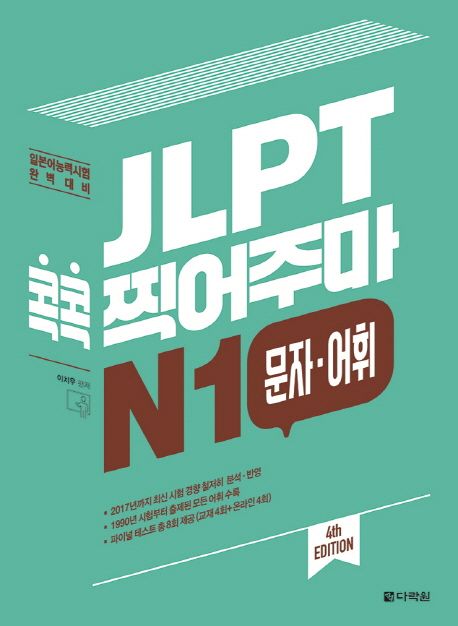 일본어능력시험
완벽대비
JLPT
콕콕
찍어주마
N1
문자·어휘
이치우 편저
• 2017년까지 최신 시험 경향 철저히 분석·반영
• 1990년 시험부터 출제된 모든 어휘 수록
• 파이널 테스트 총 8회 제공 (교재 4회+온라인 4회)
4th
EDITION
다락원